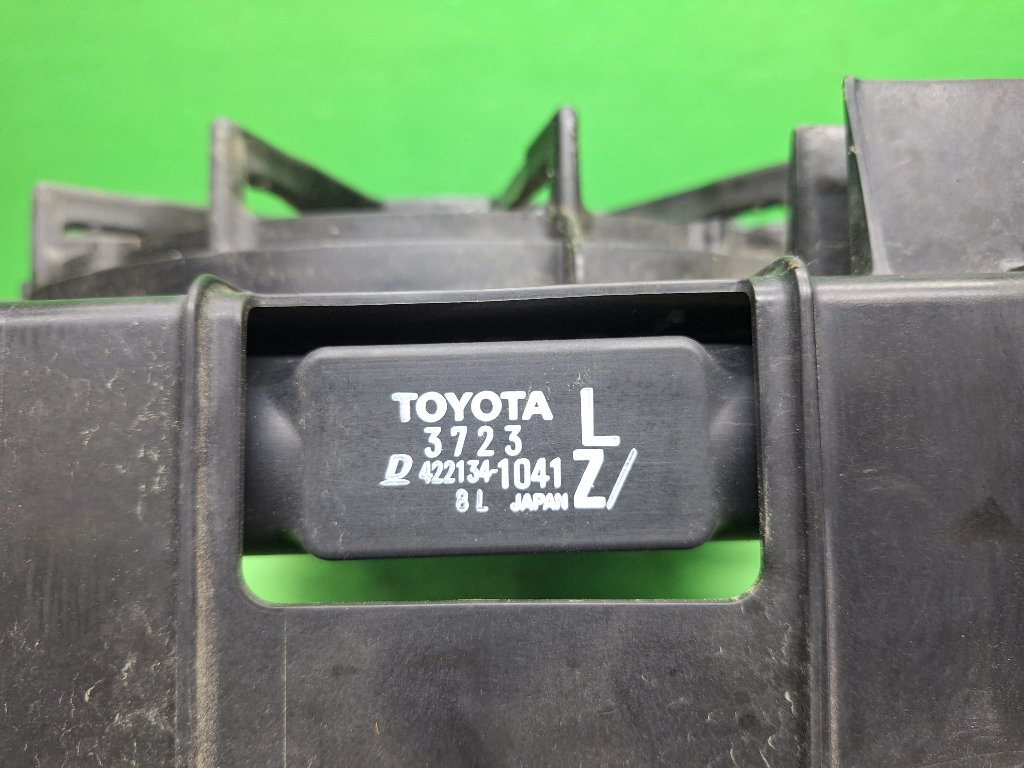 TOYOTA L
3723
D 422134-1041 Z/
8L JAPAN